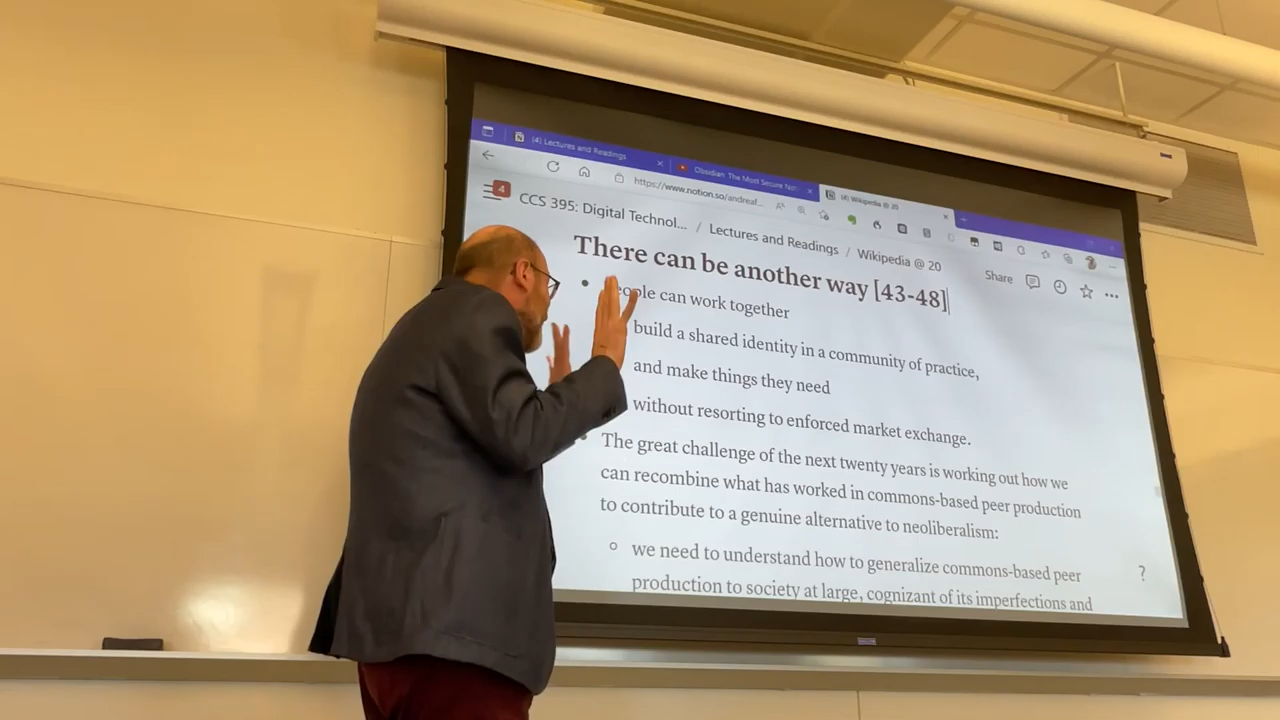 (4) Lectures and Readings
Obsidian: The Most Secure
(4) Wikipedia @ 20
https://www.notion.so/andreaf...
4
CCS 395: Digital Technol... / Lectures and Readings / Wikipedia @ 20
Share
There can be another way [43-48]
people can work together
build a shared identity in a community of practice,
and make things they need
without resorting to enforced market exchange.
The great challenge of the next twenty years is working out how we
can recombine what has worked in commons-based peer production
to contribute to a genuine alternative to neoliberalism:
we need to understand how to generalize commons-based peer
production to society at large, cognizant of its imperfections and
?